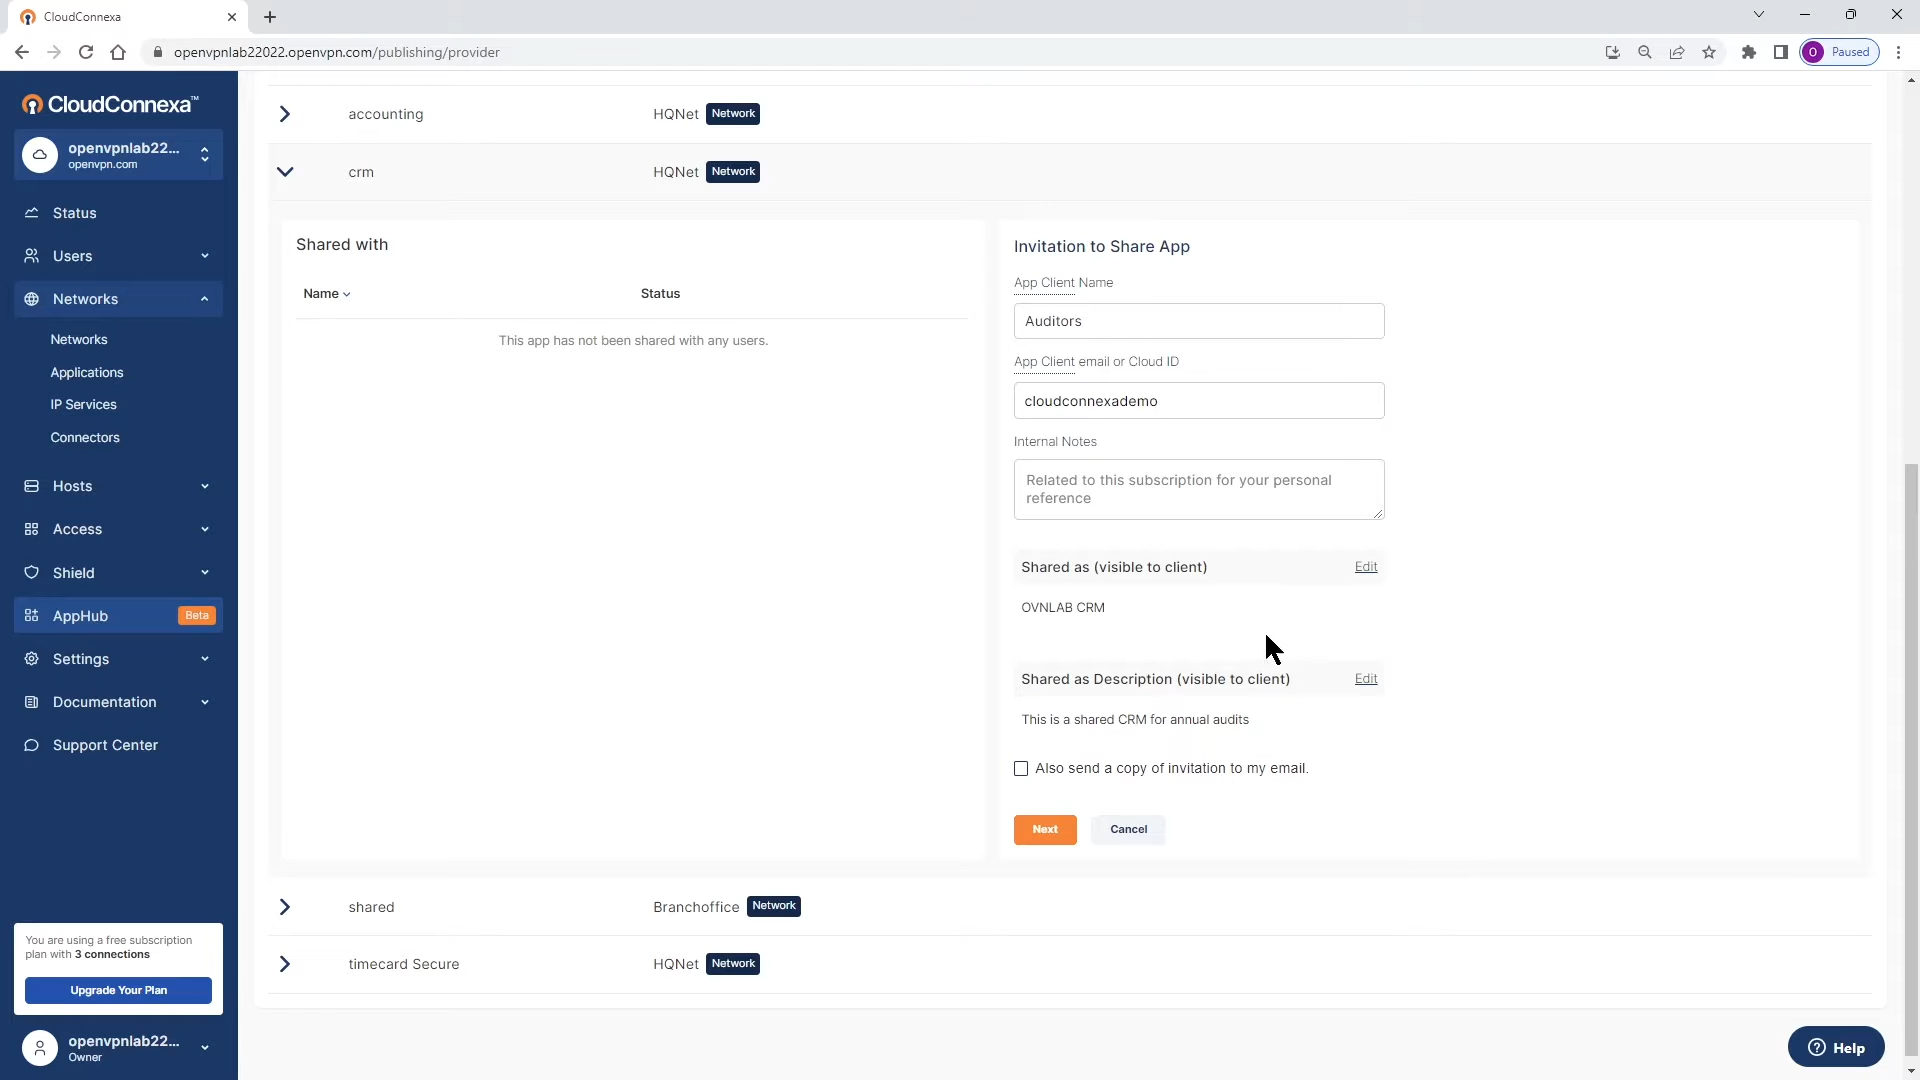 CloudConnexa
openvpnlab22022.openvpn.com/publishing/provider
O Paused
CloudConnexa™
openvpnlab22...
openvpn.com
Status
Users
Networks
Networks
Applications
IP Services
Connectors
Hosts
Access
Shield
AppHub Beta
Settings
Documentation
Support Center
You are using a free subscription
plan with 3 connections
Upgrade Your Plan
openvpnlab22...
Owner
accounting HQNet Network
crm HQNet Network
Shared with
Name Status
This app has not been shared with any users.
Invitation to Share App
App Client Name
Auditors
App Client email or Cloud ID
cloudconnexademo
Internal Notes
Related to this subscription for your personal
reference
Shared as (visible to client) Edit
OVNLAB CRM
Shared as Description (visible to client) Edit
This is a shared CRM for annual audits
Also send a copy of invitation to my email.
Next Cancel
shared Branchoffice Network
timecard Secure HQNet Network
Help